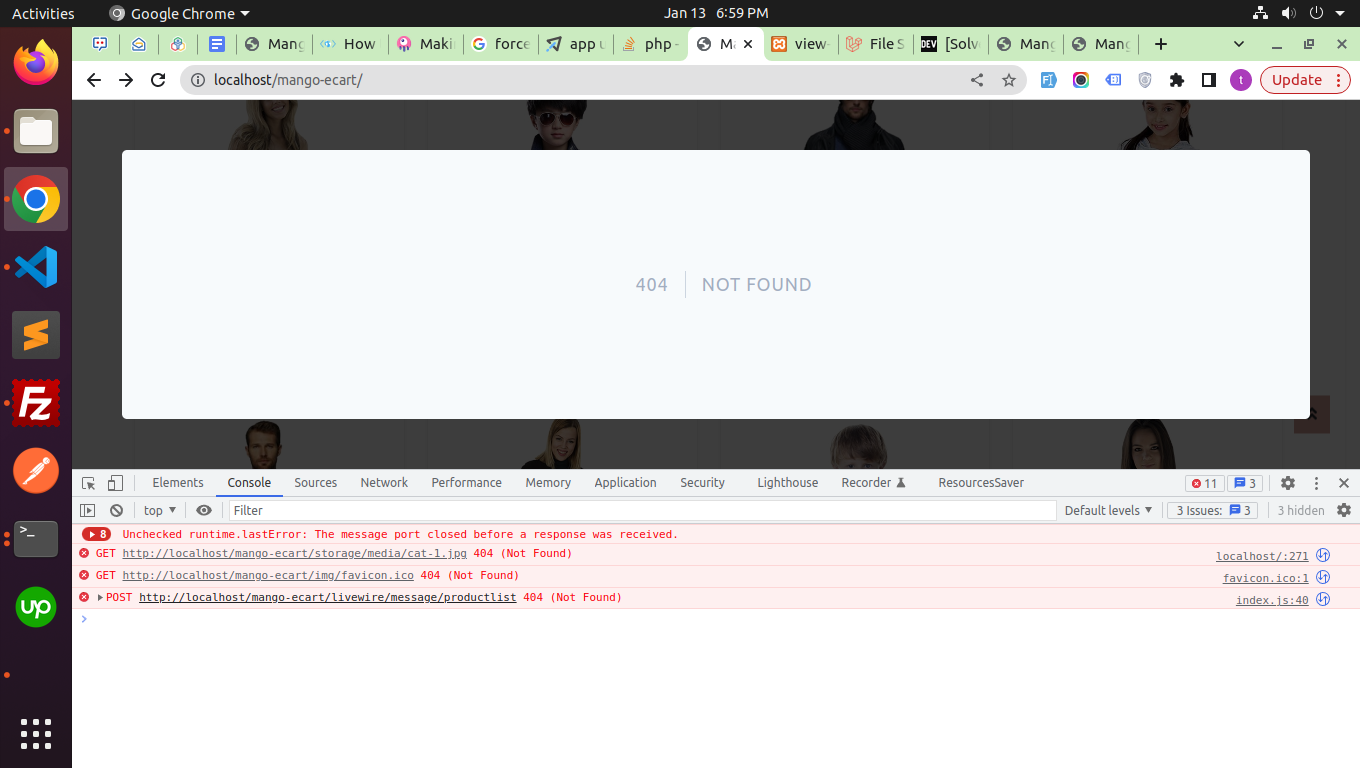 Activities Google Chrome Jan 13 6:59 PM
Mang How Makin force app u php - Ma view- File S DEV [Solv Mang Mang
localhost/mango-ecart/ t Update
404 NOT FOUND
Elements Console Sources Network Performance Memory Application Security Lighthouse Recorder ResourcesSaver 11 3
top Filter Default levels 3 Issues: 3 3 hidden
8 Unchecked runtime.lastError: The message port closed before a response was received.
GET http://localhost/mango-ecart/storage/media/cat-1.jpg 404 (Not Found) localhost/:271
GET http://localhost/mango-ecart/img/favicon.ico 404 (Not Found) favicon.ico:1
POST http://localhost/mango-ecart/livewire/message/productlist 404 (Not Found) index.js:40
Fz
>_
up